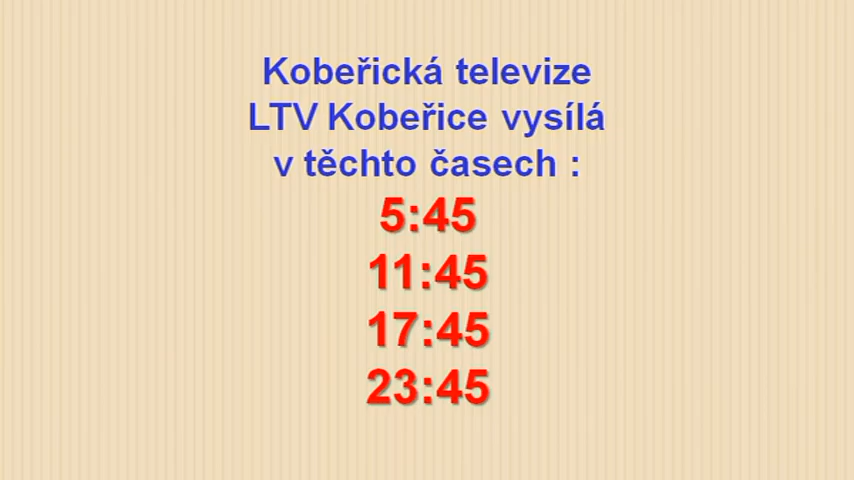 Kobeřická televize
LTV Kobeřice vysílá
v těchto časech :
5:45
11:45
17:45
23:45